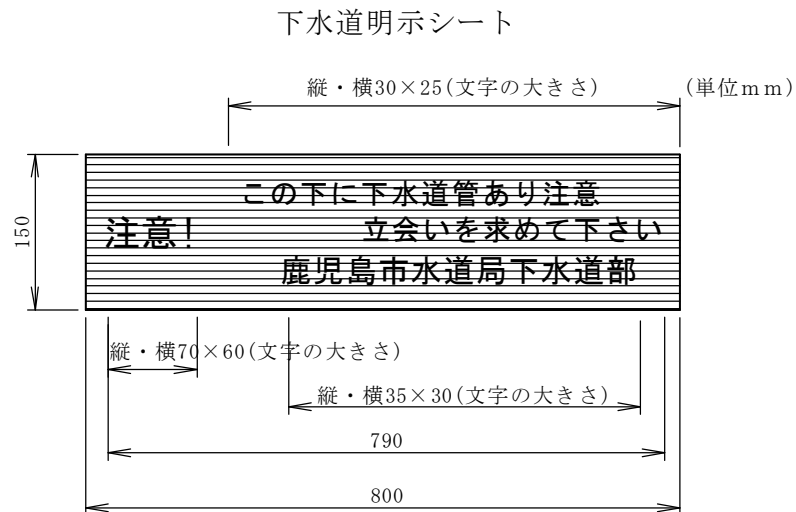 下水道明示シート
縦・横30×25(文字の大きさ)
(単位mm)
150
この下に下水道管あり注意
注意!
立会いを求めて下さい
鹿児島市水道局下水道部
縦・横70×60(文字の大きさ)
縦・横35×30(文字の大きさ)
790
800